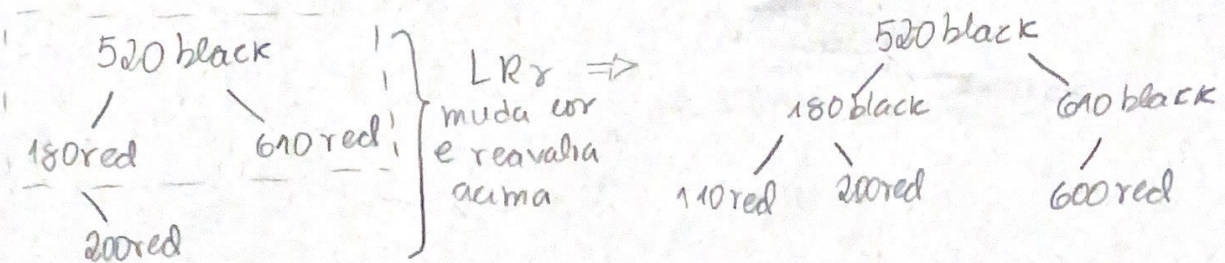 520 black
180 red
610 red
200 red
LRr ⇒
muda cor
e reavalia
acima
520 black
180 black
610 black
110 red
200 red
600 red